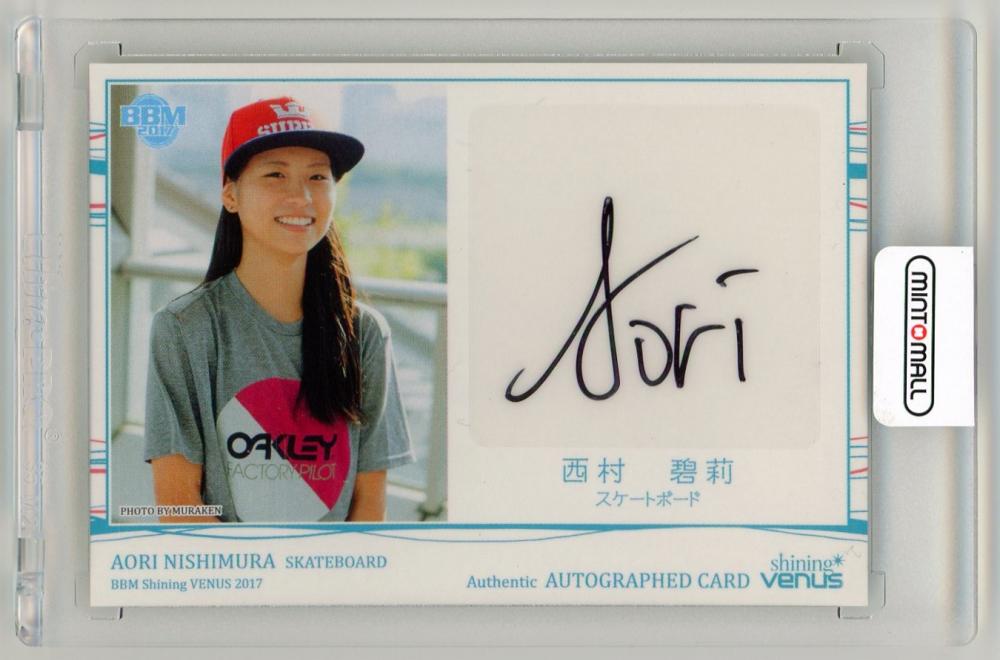 BBM
2017
OAKLEY
FACTORY PILOT
PHOTO BY MURAKEN
Aori
西村 碧莉
スケートボード
AORI NISHIMURA SKATEBOARD
BBM Shining VENUS 2017
Authentic AUTOGRAPHED CARD
shining
venus
MINTOMALL